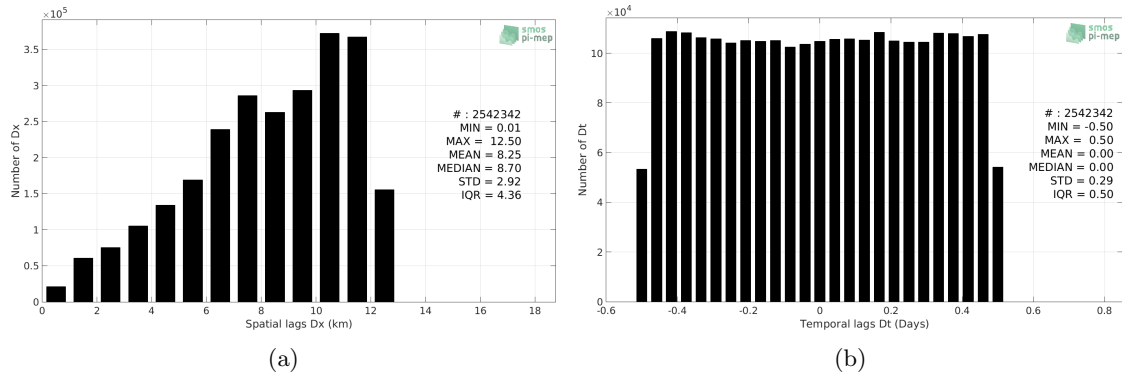 ×10⁵
3.5
3
2.5
2
1.5
1
0.5
0
Number of Dx
0 2 4 6 8 10 12 14 16 18
Spatial lags Dx (km)
smos
pi-mep
# : 2542342
MIN = 0.01
MAX = 12.50
MEAN = 8.25
MEDIAN = 8.70
STD = 2.92
IQR = 4.36
(a)
×10⁴
10
8
6
4
2
0
Number of Dt
-0.6 -0.4 -0.2 0 0.2 0.4 0.6 0.8
Temporal lags Dt (Days)
smos
pi-mep
# : 2542342
MIN = -0.50
MAX = 0.50
MEAN = 0.00
MEDIAN = 0.00
STD = 0.29
IQR = 0.50
(b)